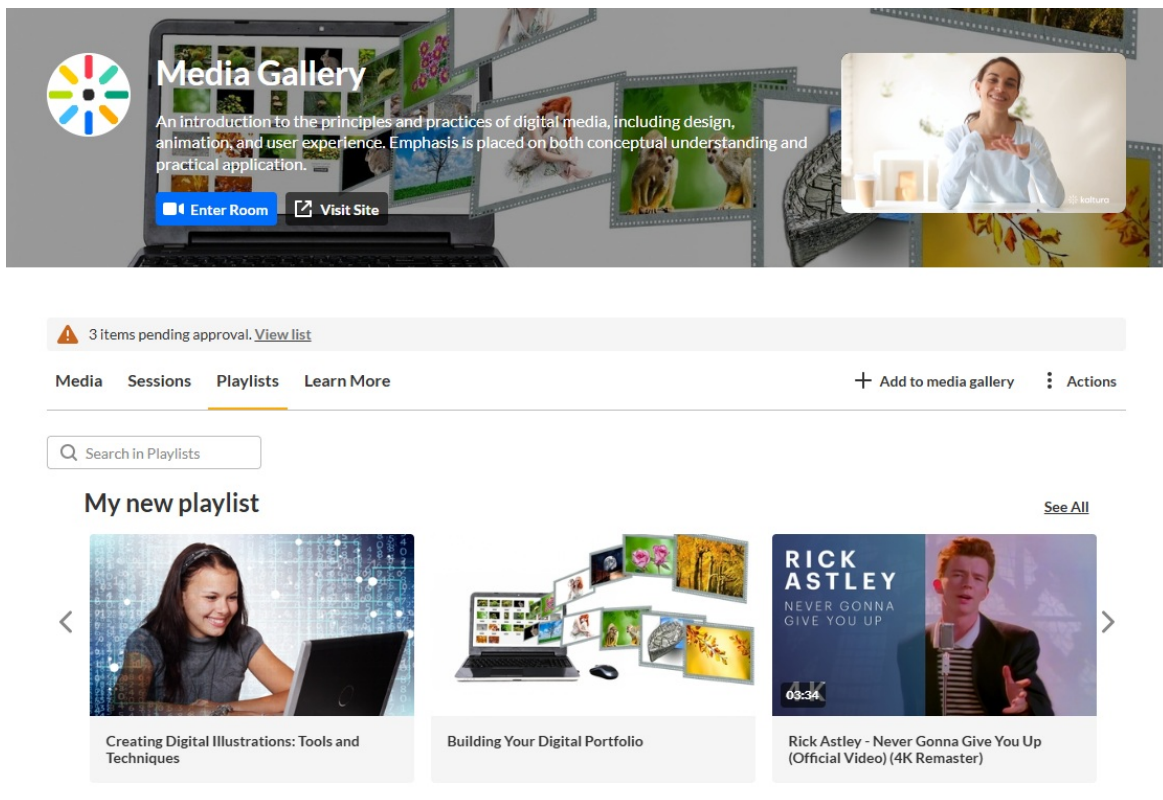 Media Gallery
An introduction to the principles and practices of digital media, including design,
animation, and user experience. Emphasis is placed on both conceptual understanding and
practical application.
Enter Room
Visit Site
kaltura
3 items pending approval. View list
Media Sessions Playlists Learn More
Add to media gallery
Actions
Search in Playlists
My new playlist
See All
RICK
ASTLEY
NEVER GONNA
GIVE YOU UP
4K
03:34
Creating Digital Illustrations: Tools and
Techniques
Building Your Digital Portfolio
Rick Astley - Never Gonna Give You Up
(Official Video) (4K Remaster)